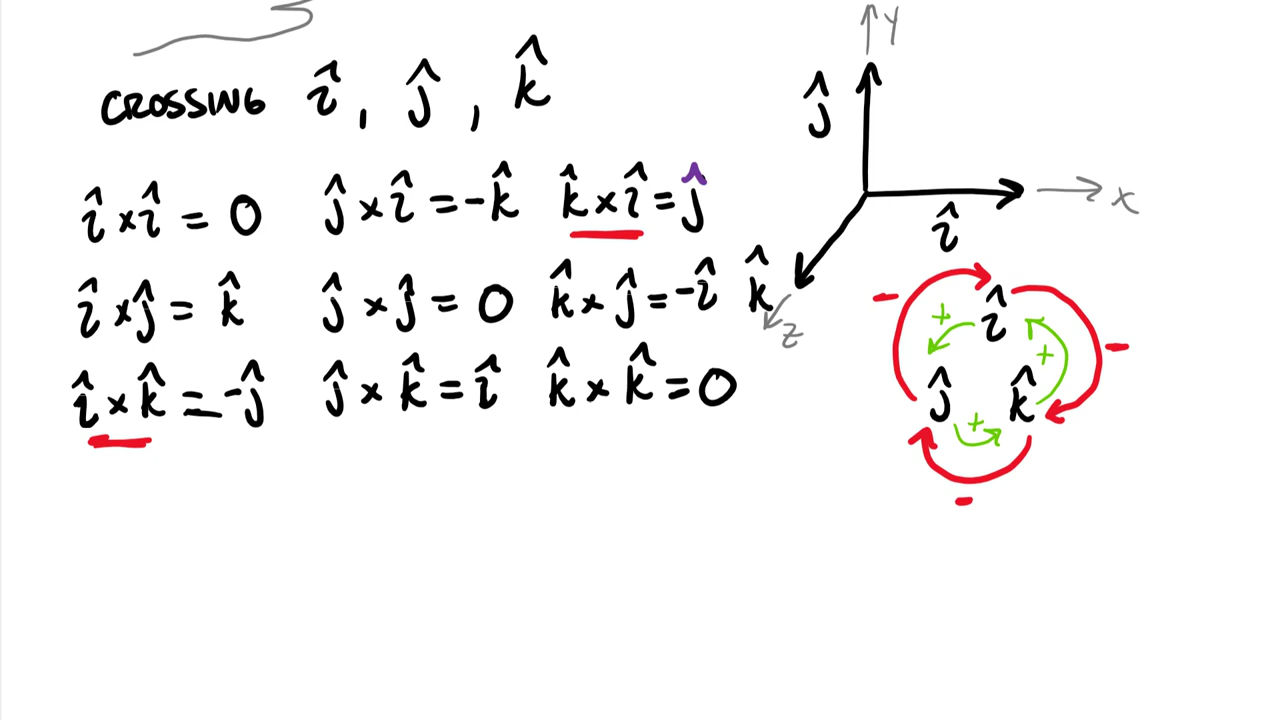 CROSSING î, ĵ, k̂
î × î = 0 ĵ × î = -k̂ k̂ × î = ĵ
î × ĵ = k̂ ĵ × ĵ = 0 k̂ × ĵ = -î
î × k̂ = -ĵ ĵ × k̂ = î k̂ × k̂ = 0
Y
ĵ
X
î
k̂
Z
- + î + -
ĵ + k̂
-